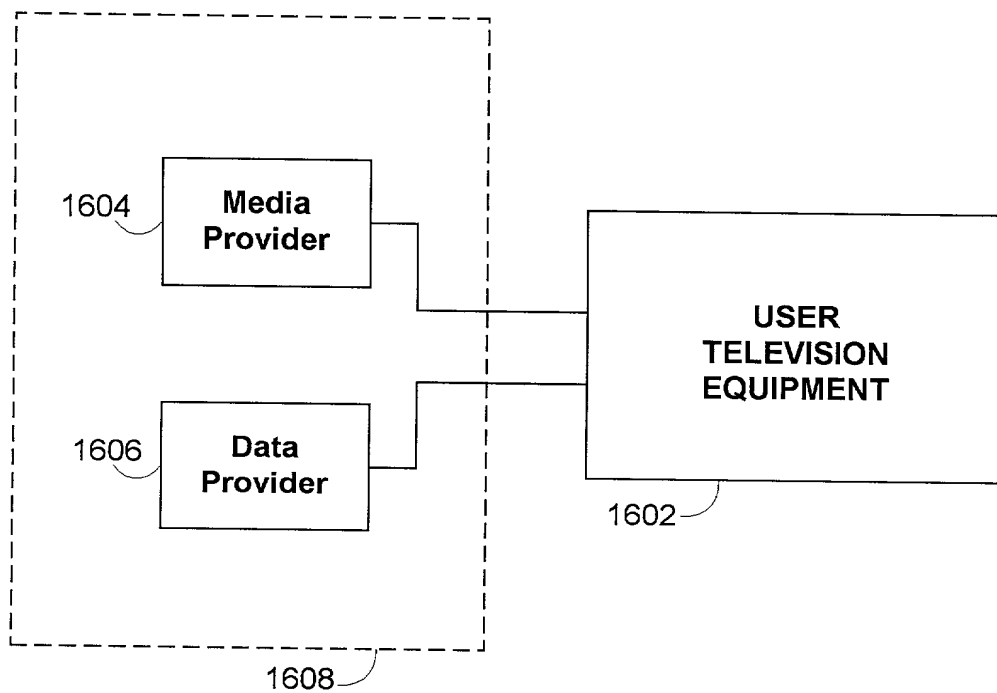 1604
Media
Provider
USER
TELEVISION
EQUIPMENT
1606
Data
Provider
1602
1608